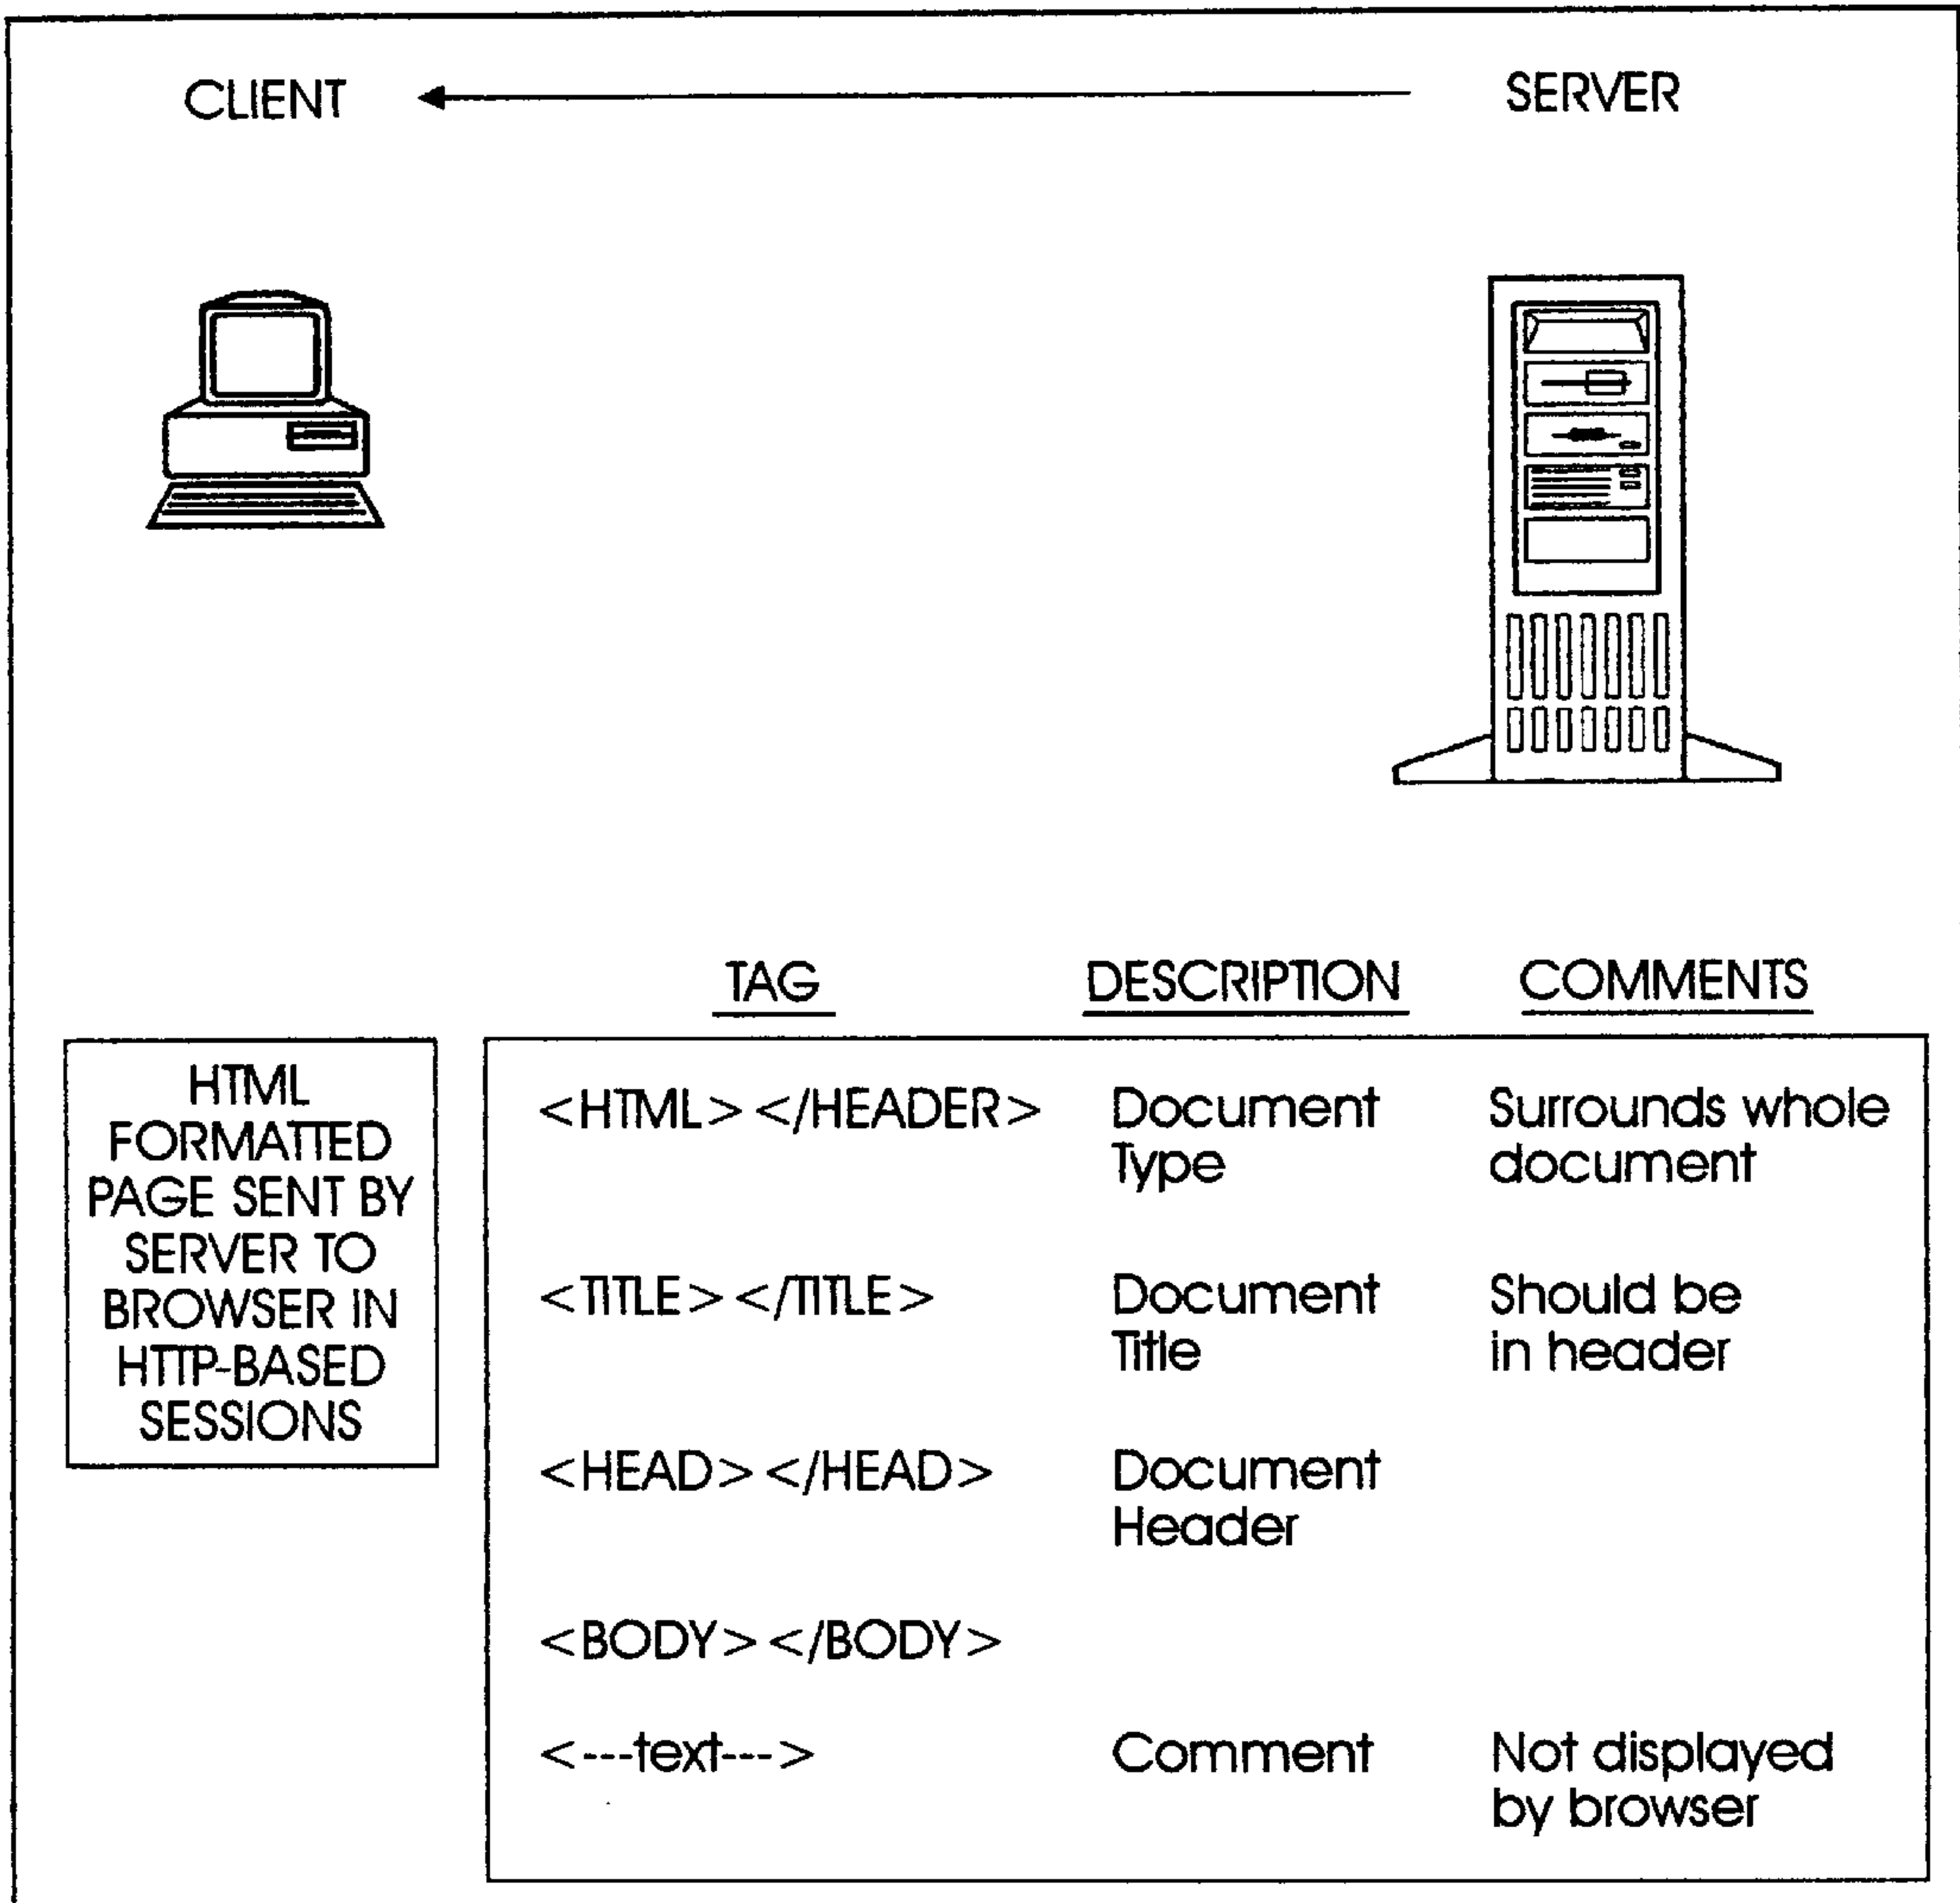 CLIENT SERVER
TAG DESCRIPTION COMMENTS
HTML
FORMATTED
PAGE SENT BY
SERVER TO
BROWSER IN
HTTP-BASED
SESSIONS
<HTML></HEADER> Document Surrounds whole
Type document
<TITLE></TITLE> Document Should be
Title in header
<HEAD></HEAD> Document
Header
<BODY></BODY>
<---text---> Comment Not displayed
by browser